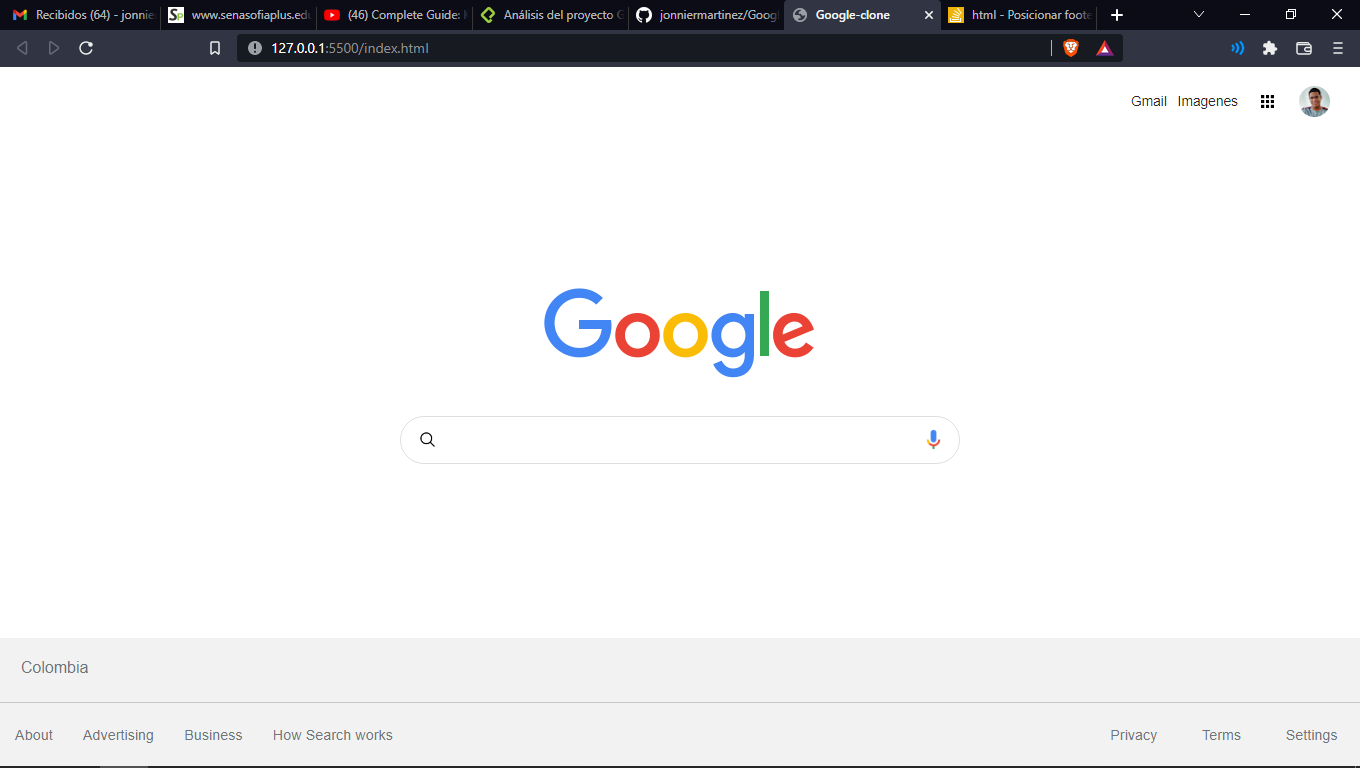 Recibidos (64) - jonnie
www.senasofiaplus.edu
(46) Complete Guide:
Análisis del proyecto G
jonniermartinez/Goog
Google-clone
html - Posicionar foote
127.0.0.1:5500/index.html
Gmail Imagenes
Google
Colombia
About Advertising Business How Search works Privacy Terms Settings